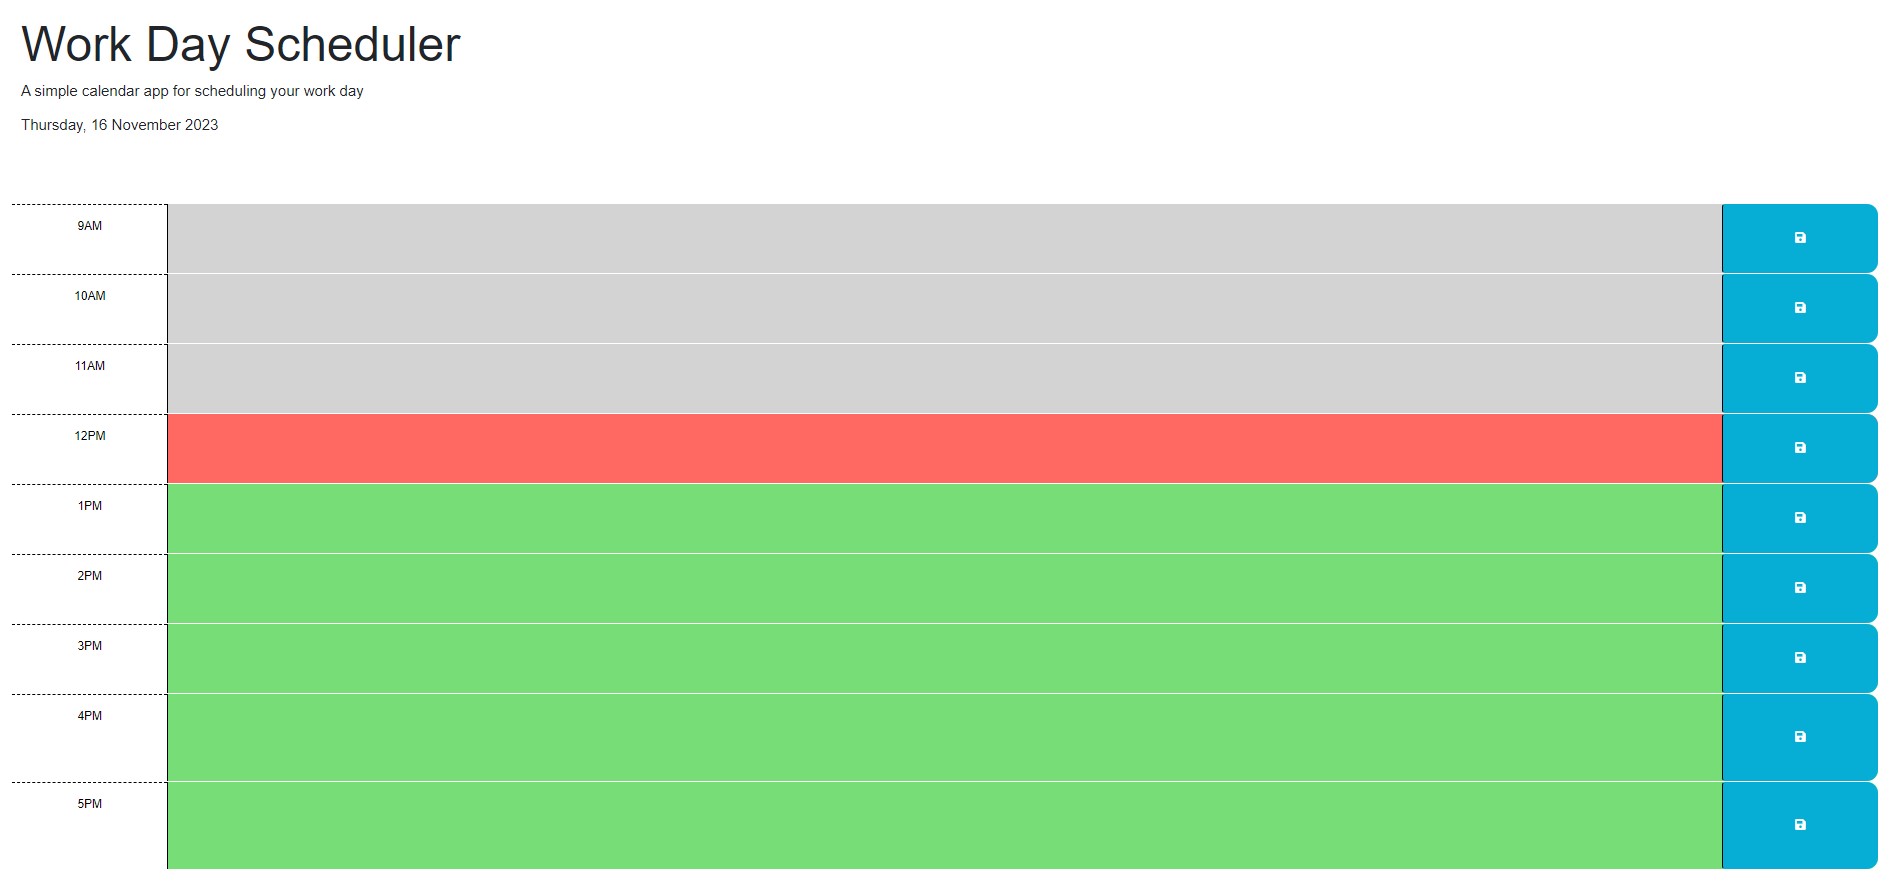 Work Day Scheduler
A simple calendar app for scheduling your work day
Thursday, 16 November 2023
9AM
10AM
11AM
12PM
1PM
2PM
3PM
4PM
5PM